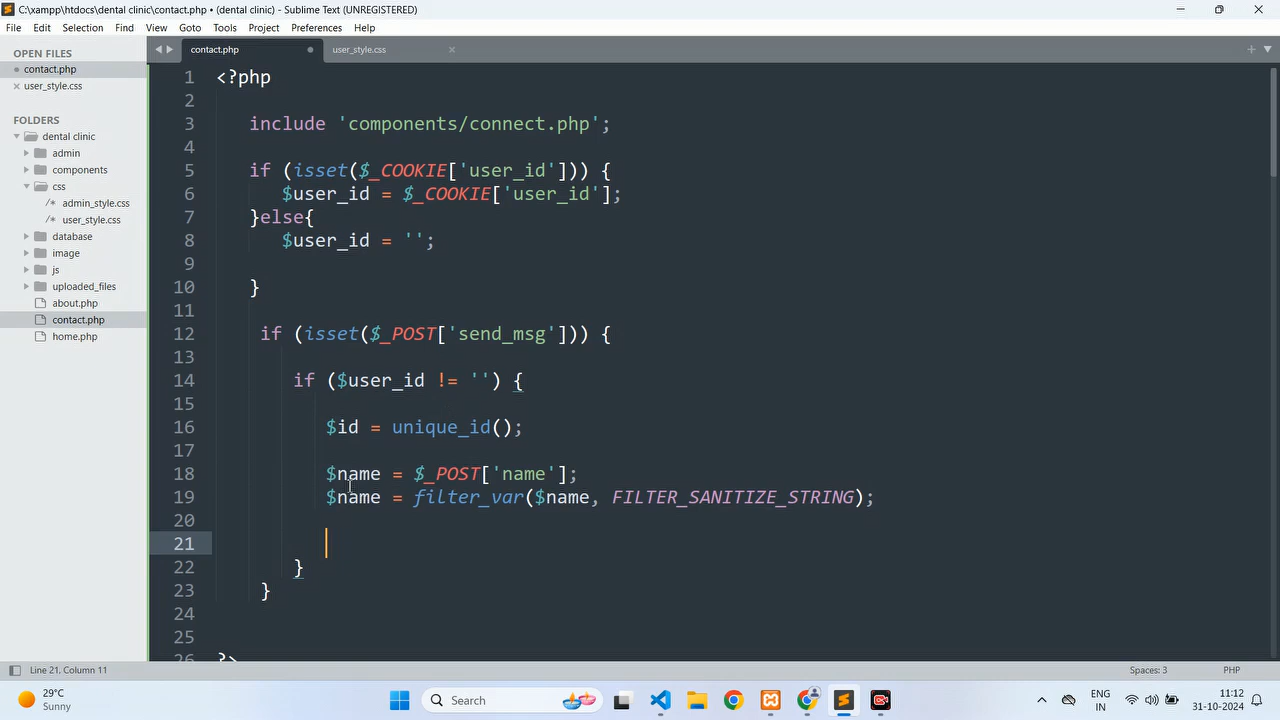 C:\xampp\htdocs\dental clinic\contact.php • (dental clinic) - Sublime Text (UNREGISTERED)
File Edit Selection Find View Goto Tools Project Preferences Help
OPEN FILES
contact.php
user_style.css
FOLDERS
dental clinic
admin
components
css
admin_style.css
user_style.css
database
image
js
uploaded_files
about.php
contact.php
home.php
contact.php
user_style.css
1 <?php
2
3 include 'components/connect.php';
4
5 if (isset($_COOKIE['user_id'])) {
6 $user_id = $_COOKIE['user_id'];
7 }else{
8 $user_id = '';
9
10 }
11
12 if (isset($_POST['send_msg'])) {
13
14 if ($user_id != '') {
15
16 $id = unique_id();
17
18 $name = $_POST['name'];
19 $name = filter_var($name, FILTER_SANITIZE_STRING);
20
21
22 }
23 }
24
25
26 ?>
Line 21, Column 11
Spaces: 3
PHP
29°C
Sunny
Search
ENG
IN
11:12
31-10-2024